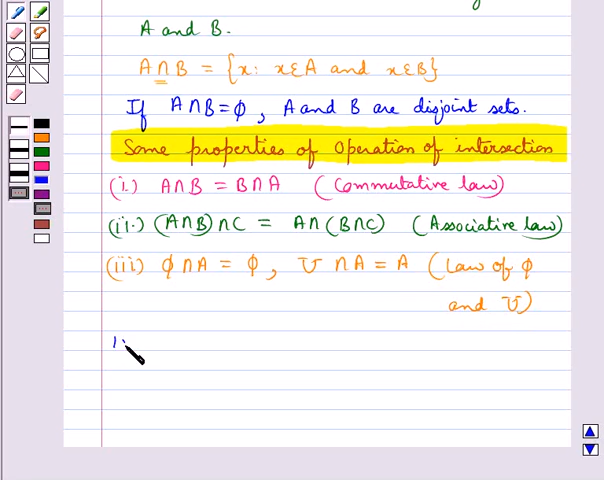 A and B.
A∩B = {x: x∈A and x∈B}
If A∩B=ϕ, A and B are disjoint sets.
Some properties of Operation of intersection
(i.) A∩B = B∩A (Commutative law)
(ii.) (A∩B)∩C = A∩(B∩C) (Associative law)
(iii) ϕ∩A = ϕ, U∩A = A (law of ϕ
and U)